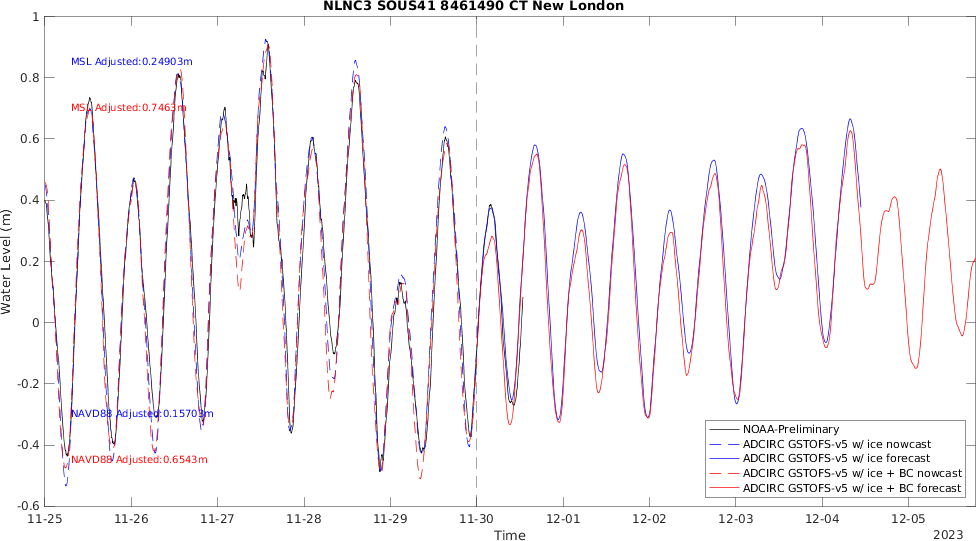 NLNC3 SOUS41 8461490 CT New London
1
0.8
0.6
0.4
0.2
0
-0.2
-0.4
-0.6
Water Level (m)
MSL Adjusted:0.24903m
MSL Adjusted:0.7463m
NAVD88 Adjusted:0.15703m
NAVD88 Adjusted:0.6543m
NOAA-Preliminary
ADCIRC GSTOFS-v5 w/ ice nowcast
ADCIRC GSTOFS-v5 w/ ice forecast
ADCIRC GSTOFS-v5 w/ ice + BC nowcast
ADCIRC GSTOFS-v5 w/ ice + BC forecast
11-25 11-26 11-27 11-28 11-29 11-30 12-01 12-02 12-03 12-04 12-05
Time
2023